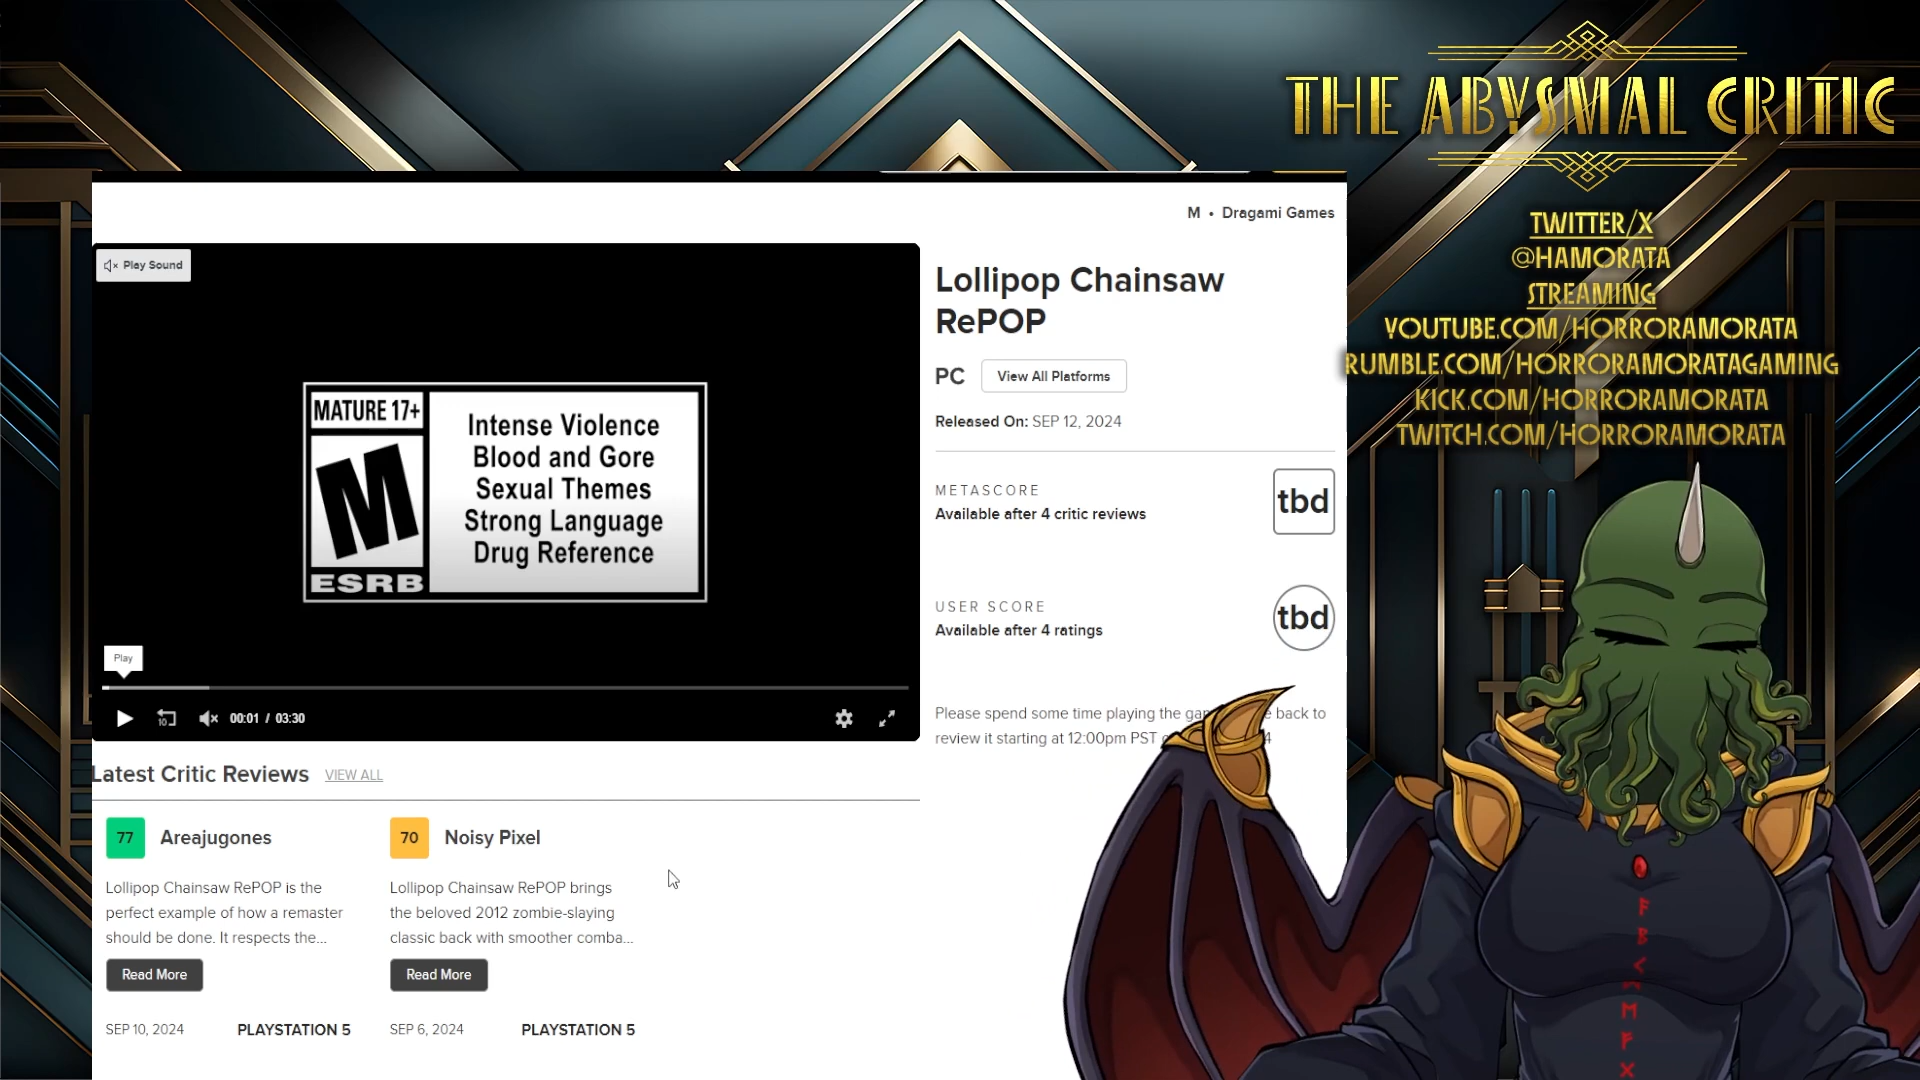 THE ABYSMAL CRITIC
TWITTER/X
@HAMORATA
STREAMING
YOUTUBE.COM/HORRORAMORATA
RUMBLE.COM/HORRORAMORATAGAMING
KICK.COM/HORRORAMORATA
TWITCH.COM/HORRORAMORATA
M • Dragami Games
Play Sound
MATURE 17+
M
ESRB
Intense Violence
Blood and Gore
Sexual Themes
Strong Language
Drug Reference
Play
10
00:01 / 03:30
Lollipop Chainsaw
RePOP
PC View All Platforms
Released On: SEP 12, 2024
METASCORE
Available after 4 critic reviews
tbd
USER SCORE
Available after 4 ratings
tbd
Please spend some time playing the back to
review it starting at 12:00pm PST
Latest Critic Reviews VIEW ALL
77 Areajugones
Lollipop Chainsaw RePOP is the
perfect example of how a remaster
should be done. It respects the...
Read More
SEP 10, 2024 PLAYSTATION 5
70 Noisy Pixel
Lollipop Chainsaw RePOP brings
the beloved 2012 zombie-slaying
classic back with smoother comba...
Read More
SEP 6, 2024 PLAYSTATION 5